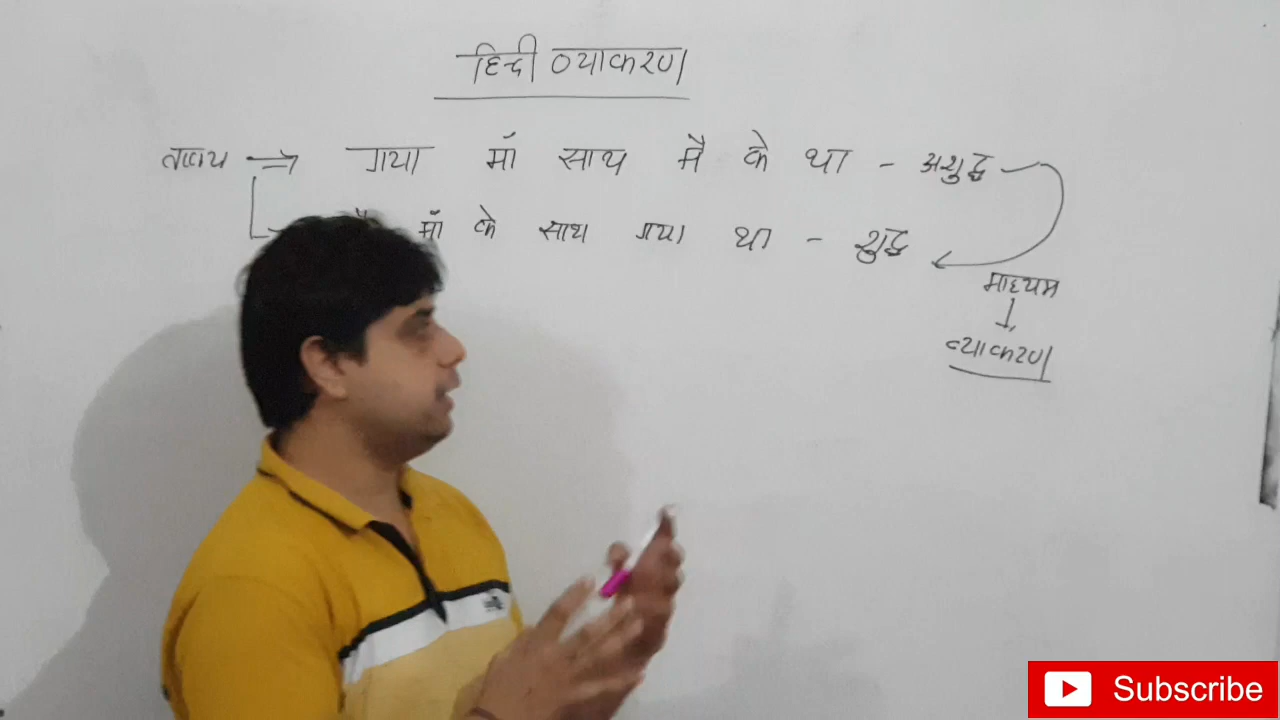 हिन्दी व्याकरण
वाक्य ⇒ गया माँ साथ मै के था - अशुद्ध
माँ के साथ गया था - शुद्ध
माध्यम
↓
व्याकरण
Subscribe